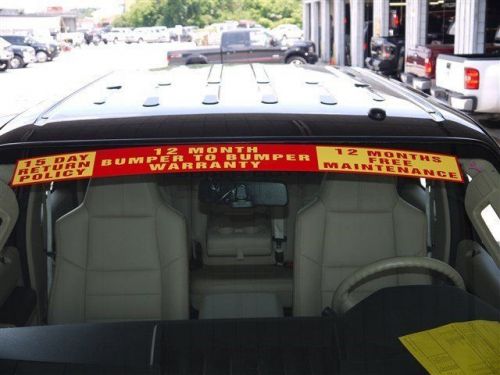 15 DAY
RETURN
POLICY
12 MONTH
BUMPER TO BUMPER
WARRANTY
12 MONTHS
FREE
MAINTENANCE